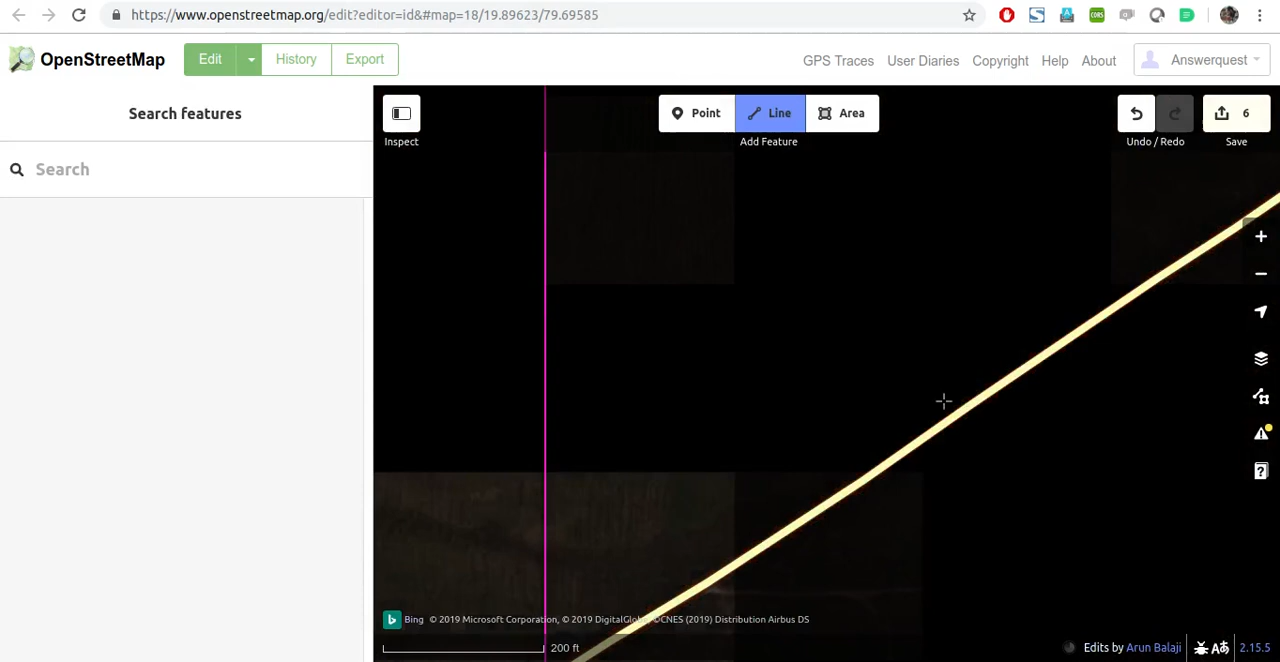 https://www.openstreetmap.org/edit?editor=id&#map=18/19.89623/79.69585
CORS
OpenStreetMap
Edit
History
Export
GPS Traces
User Diaries
Copyright
Help
About
Answerquest
Search features
Search
Inspect
Point
Line
Area
Add Feature
Undo / Redo
6
Save
Bing © 2019 Microsoft Corporation, © 2019 DigitalGlobe, ©CNES (2019) Distribution Airbus DS
200 ft
Edits by Arun Balaji
2.15.5